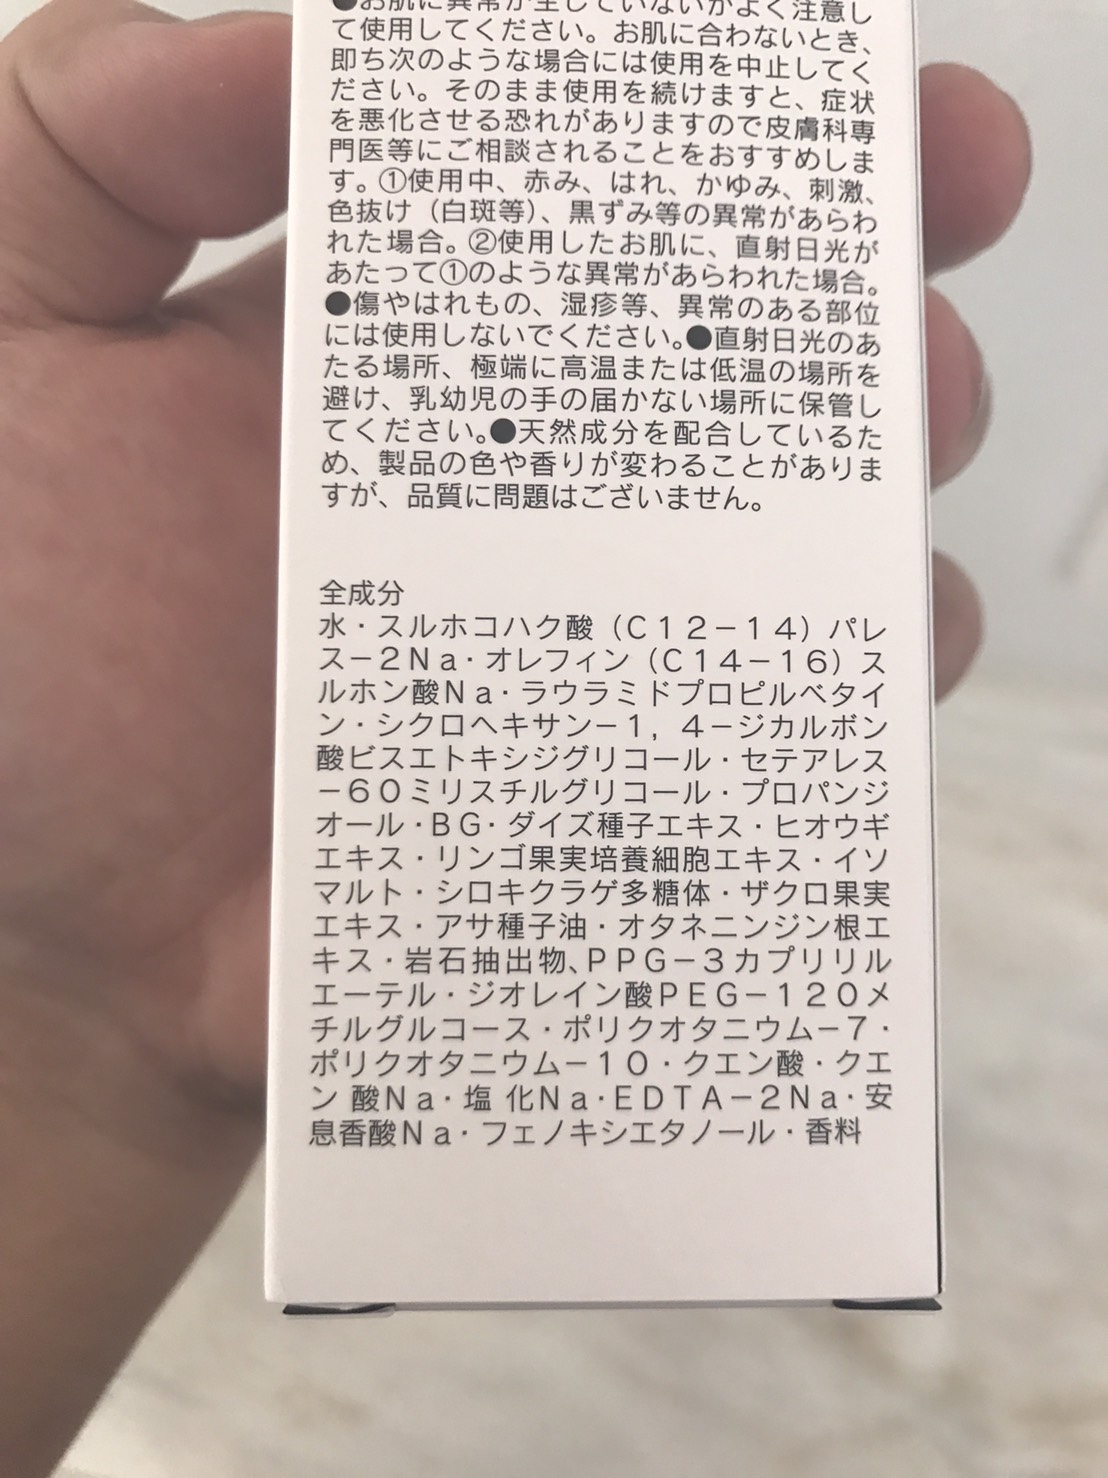 ●お肌に異常が生じていないかよく注意し
て使用してください。お肌に合わないとき、
即ち次のような場合には使用を中止してく
ださい。そのまま使用を続けますと、症状
を悪化させる恐れがありますので皮膚科専
門医等にご相談されることをおすすめしま
す。①使用中、赤み、はれ、かゆみ、刺激、
色抜け（白斑等）、黒ずみ等の異常があらわ
れた場合。②使用したお肌に、直射日光が
あたって①のような異常があらわれた場合。
●傷やはれもの、湿疹等、異常のある部位
には使用しないでください。●直射日光のあ
たる場所、極端に高温または低温の場所を
避け、乳幼児の手の届かない場所に保管し
てください。●天然成分を配合しているた
め、製品の色や香りが変わることがありま
すが、品質に問題はございません。
全成分
水・スルホコハク酸（Ｃ１２－１４）パレ
ス－２Ｎａ・オレフィン（Ｃ１４－１６）ス
ルホン酸Ｎａ・ラウラミドプロピルベタイ
ン・シクロヘキサン－１，４－ジカルボン
酸ビスエトキシジグリコール・セテアレス
－６０ミリスチルグリコール・プロパンジ
オール・ＢＧ・ダイズ種子エキス・ヒオウギ
エキス・リンゴ果実培養細胞エキス・イソ
マルト・シロキクラゲ多糖体・ザクロ果実
エキス・アサ種子油・オタネニンジン根エ
キス・岩石抽出物、ＰＰＧ－３カプリリル
エーテル・ジオレイン酸ＰＥＧ－１２０メ
チルグルコース・ポリクオタニウム－７・
ポリクオタニウム－１０・クエン酸・クエ
ン 酸Ｎａ・塩 化Ｎａ・ＥＤＴＡ－２Ｎａ・安
息香酸Ｎａ・フェノキシエタノール・香料